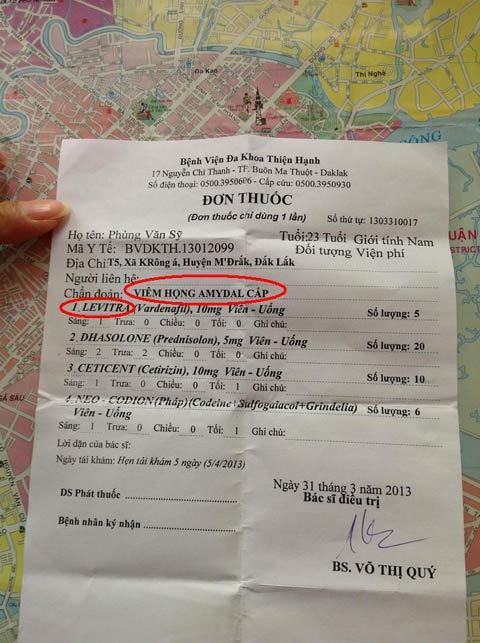 Đa Kao
Thị Nghè
Bệnh Viện Đa Khoa Thiện Hạnh
17 Nguyễn Chí Thanh - TF. Buôn Ma Thuột - Daklak
Số điện thoại: 0500.3950606 - Cấp cứu: 0500.3950930
ĐƠN THUỐC
(Đơn thuốc chỉ dùng 1 lần)
Số thứ tự: 1303310017
Họ tên: Phùng Văn Sỹ
Tuổi:23 Tuổi Giới tính Nam
Mã Y Tế: BVDKTH.13012099
Đối tượng Viện phí
Địa Chỉ T5, Xã KRông á, Huyện M'Đrắk, Đắk Lắk
Người liên hệ:
Chẩn đoán: VIÊM HỌNG AMYDAL CẤP
1. LEVITRA (Vardenafil), 10mg Viên - Uống Số lượng: 5
Sáng: 1 Trưa: 0 Chiều: 0 Tối: 0 Ghi chú:
2. DHASOLONE (Prednisolon), 5mg Viên - Uống Số lượng: 20
Sáng: 2 Trưa: 2 Chiều: 0 Tối: 0 Ghi chú:
3. CETICENT (Cetirizin), 10mg Viên - Uống Số lượng: 10
Sáng: 1 Trưa: 0 Chiều: 0 Tối: 1 Ghi chú:
4. NEO - CODION (Pháp) (Codeine+Sulfogaiacol+Grindelia) Số lượng: 6
Viên - Uống
Sáng: 1 Trưa: 0 Chiều: 0 Tối: 1 Ghi chú:
Lời dặn của bác sĩ:
Ngày tái khám: Hẹn tái khám 5 ngày (5/4/2013)
Ngày 31 tháng 3 năm 2013
DS Phát thuốc
Bác sĩ điều trị
Bệnh nhân ký nhận
BS. VÕ THỊ QUÝ